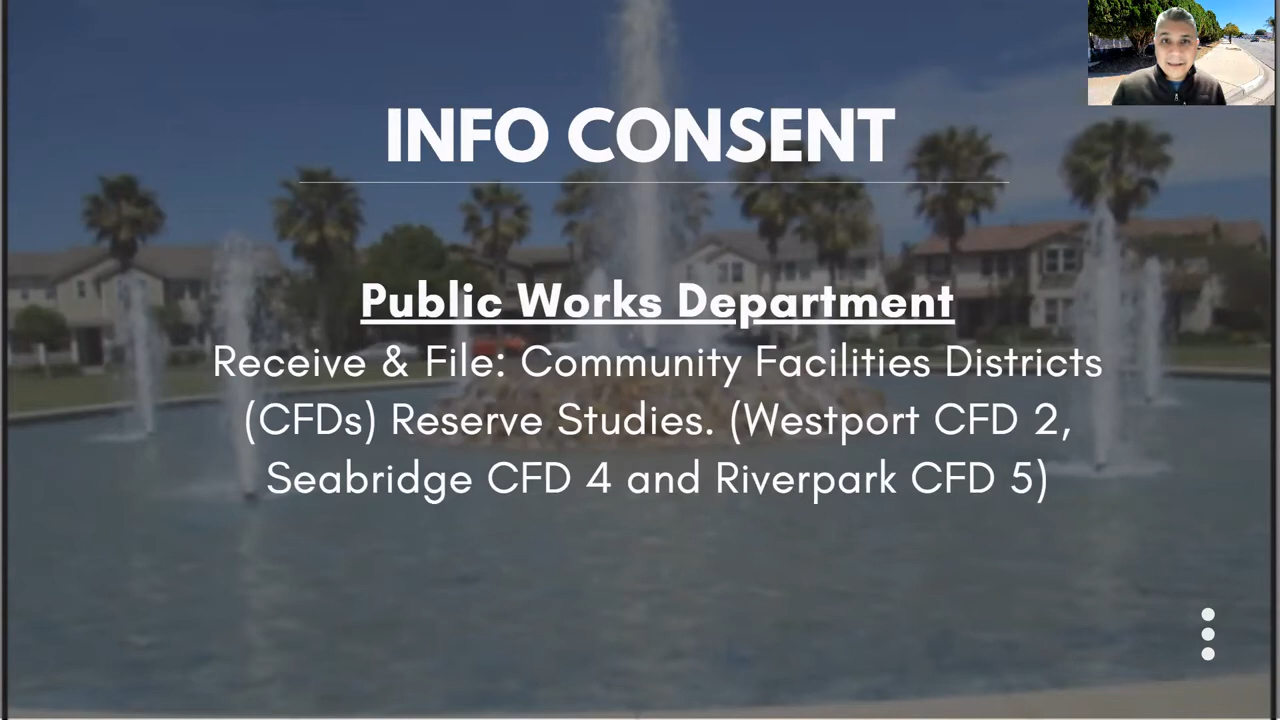 INFO CONSENT
Public Works Department
Receive & File: Community Facilities Districts
(CFDs) Reserve Studies. (Westport CFD 2,
Seabridge CFD 4 and Riverpark CFD 5)